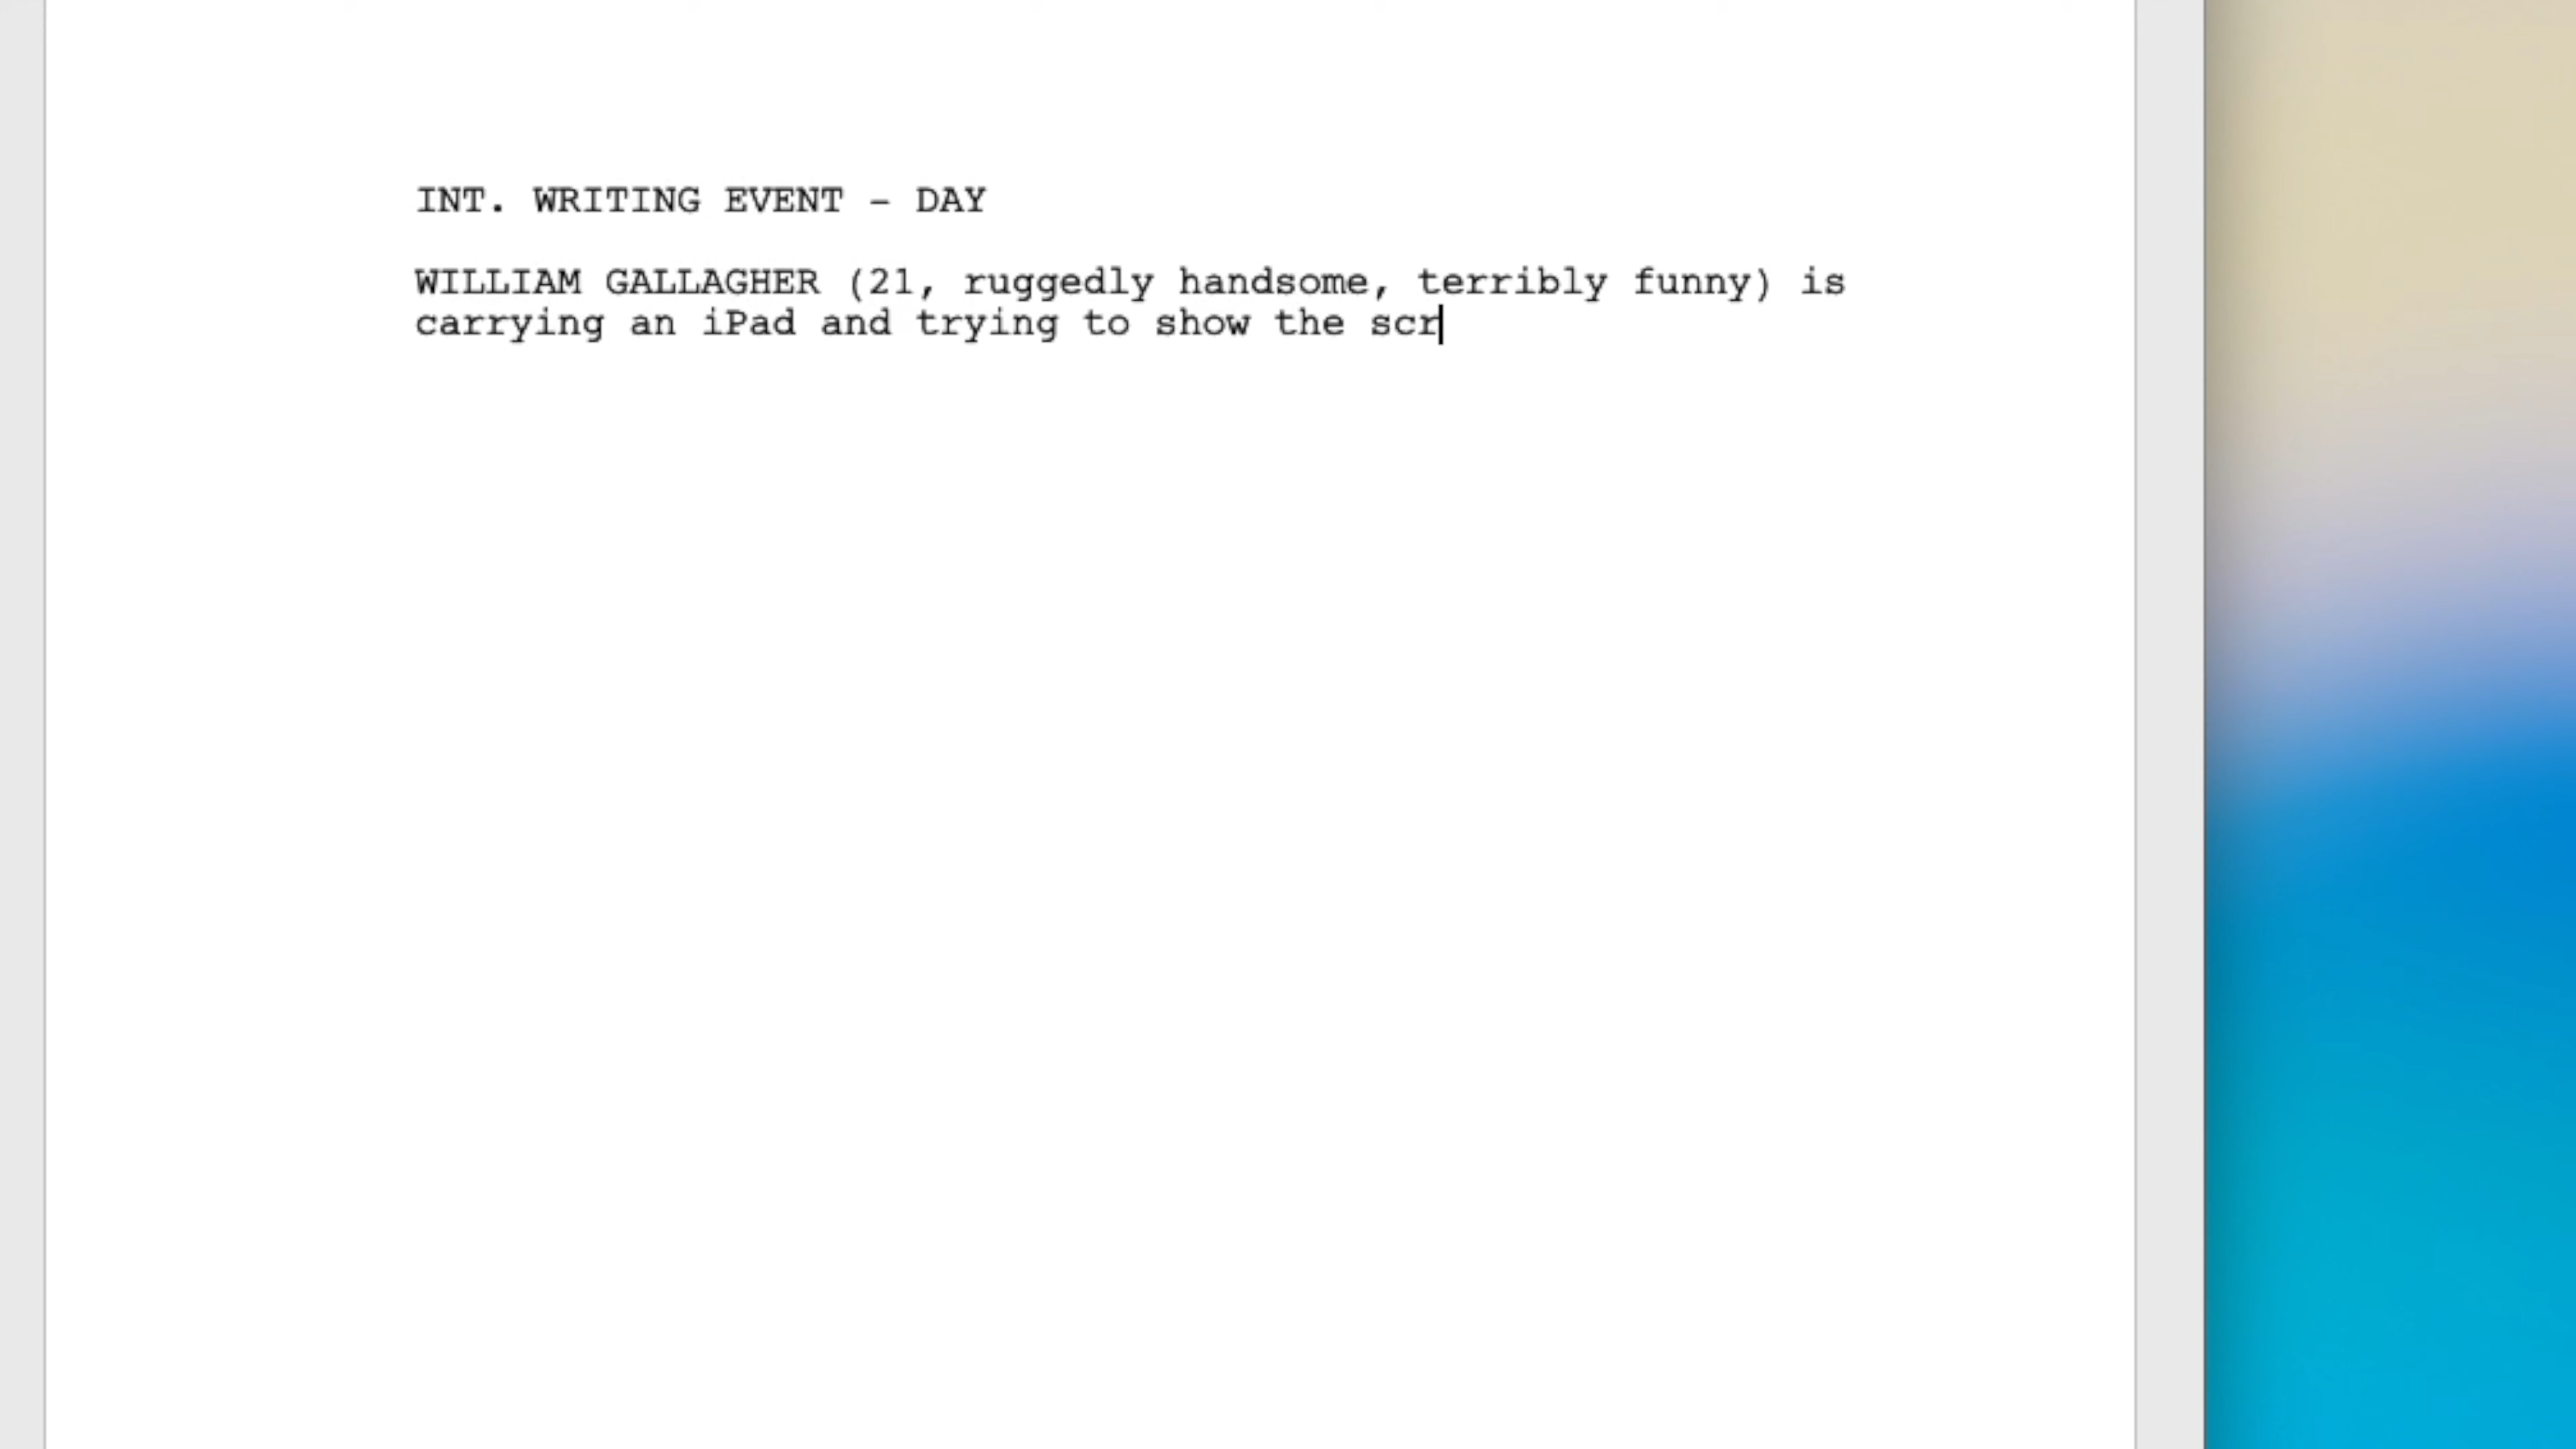 INT. WRITING EVENT - DAY
WILLIAM GALLAGHER (21, ruggedly handsome, terribly funny) is
carrying an iPad and trying to show the scr